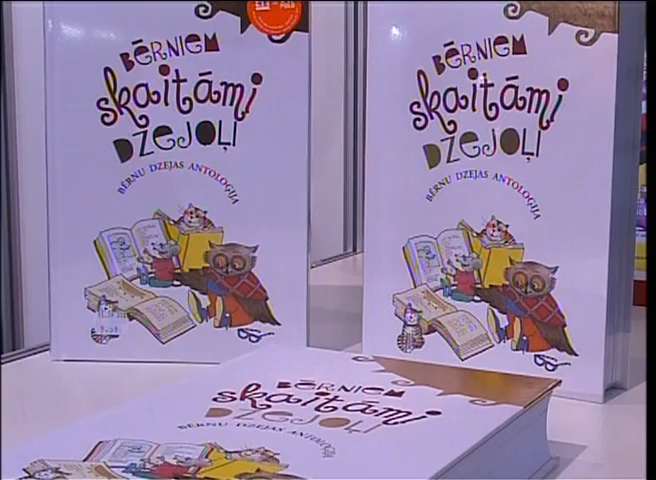 BĒRNIEM
skaitāmi
DZEJOĻI
BĒRNU DZEJAS ANTOLOĢIJA
BĒRNIEM
skaitāmi
DZEJOĻI
BĒRNU DZEJAS ANTOLOĢIJA
BĒRNIEM
skaitāmi
DZEJOĻI
BĒRNU DZEJAS ANTOLOĢIJA